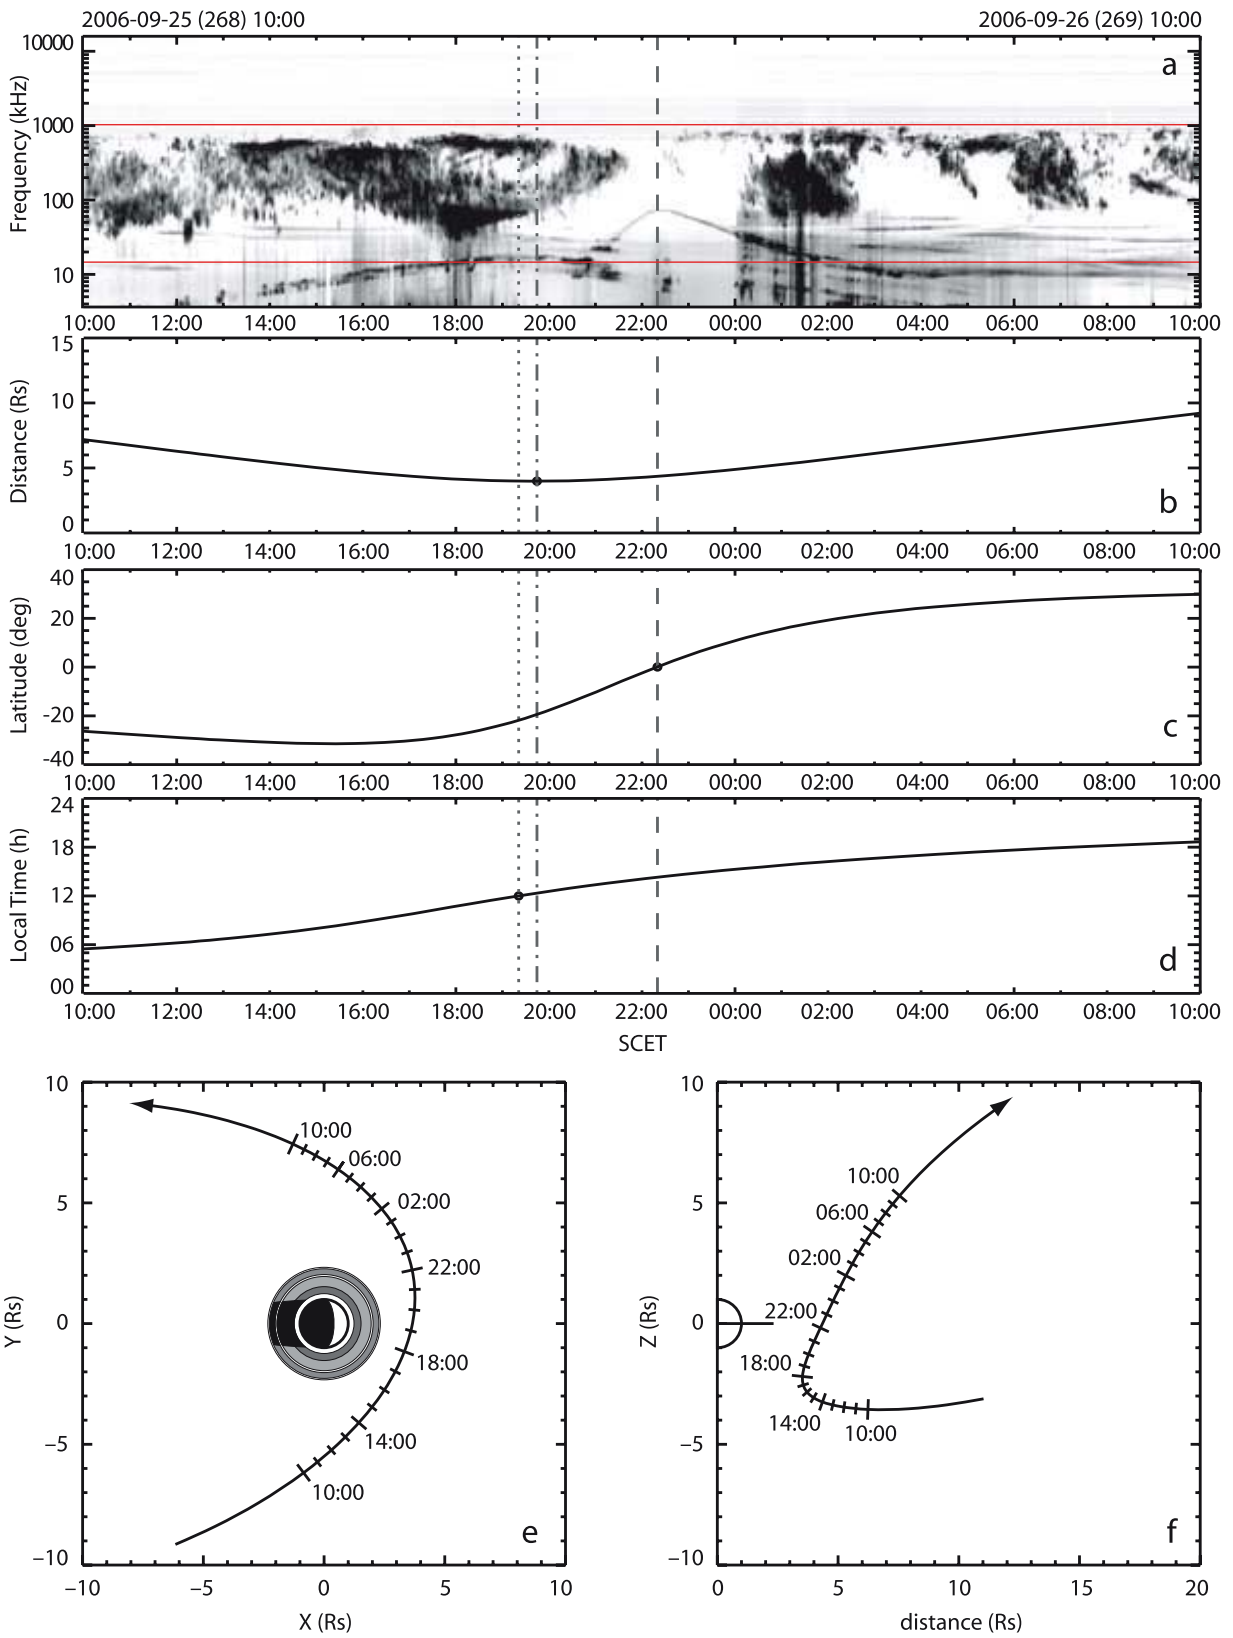 2006-09-25 (268) 10:00 2006-09-26 (269) 10:00
10000
1000
100
10
Frequency (kHz)
a
10:00 12:00 14:00 16:00 18:00 20:00 22:00 00:00 02:00 04:00 06:00 08:00 10:00
15
10
5
0
Distance (Rs)
b
10:00 12:00 14:00 16:00 18:00 20:00 22:00 00:00 02:00 04:00 06:00 08:00 10:00
40
20
0
-20
-40
Latitude (deg)
c
10:00 12:00 14:00 16:00 18:00 20:00 22:00 00:00 02:00 04:00 06:00 08:00 10:00
24
18
12
06
00
Local Time (h)
d
10:00 12:00 14:00 16:00 18:00 20:00 22:00 00:00 02:00 04:00 06:00 08:00 10:00
SCET
10
5
0
−5
−10
Y (Rs)
10:00
06:00
02:00
22:00
18:00
14:00
10:00
e
−10 −5 0 5 10
X (Rs)
10
5
0
−5
−10
Z (Rs)
10:00
06:00
02:00
22:00
18:00
14:00
10:00
f
0 5 10 15 20
distance (Rs)